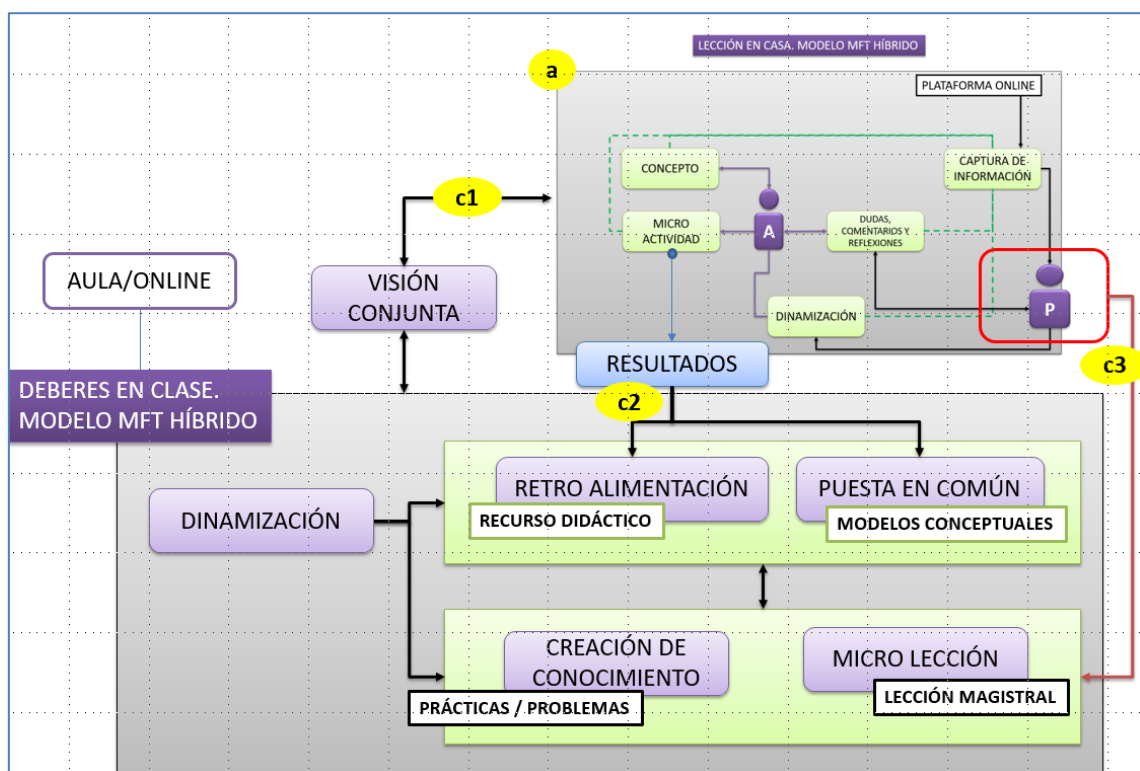 LECCIÓN EN CASA. MODELO MFT HÍBRIDO
a
PLATAFORMA ONLINE
CONCEPTO
CAPTURA DE
INFORMACIÓN
c1
MICRO
ACTIVIDAD
A
DUDAS,
COMENTARIOS Y
REFLEXIONES
AULA/ONLINE
VISIÓN
CONJUNTA
P
DINAMIZACIÓN
RESULTADOS
c3
DEBERES EN CLASE.
MODELO MFT HÍBRIDO
c2
RETRO ALIMENTACIÓN
RECURSO DIDÁCTICO
PUESTA EN COMÚN
MODELOS CONCEPTUALES
DINAMIZACIÓN
CREACIÓN DE
CONOCIMIENTO
PRÁCTICAS / PROBLEMAS
MICRO LECCIÓN
LECCIÓN MAGISTRAL